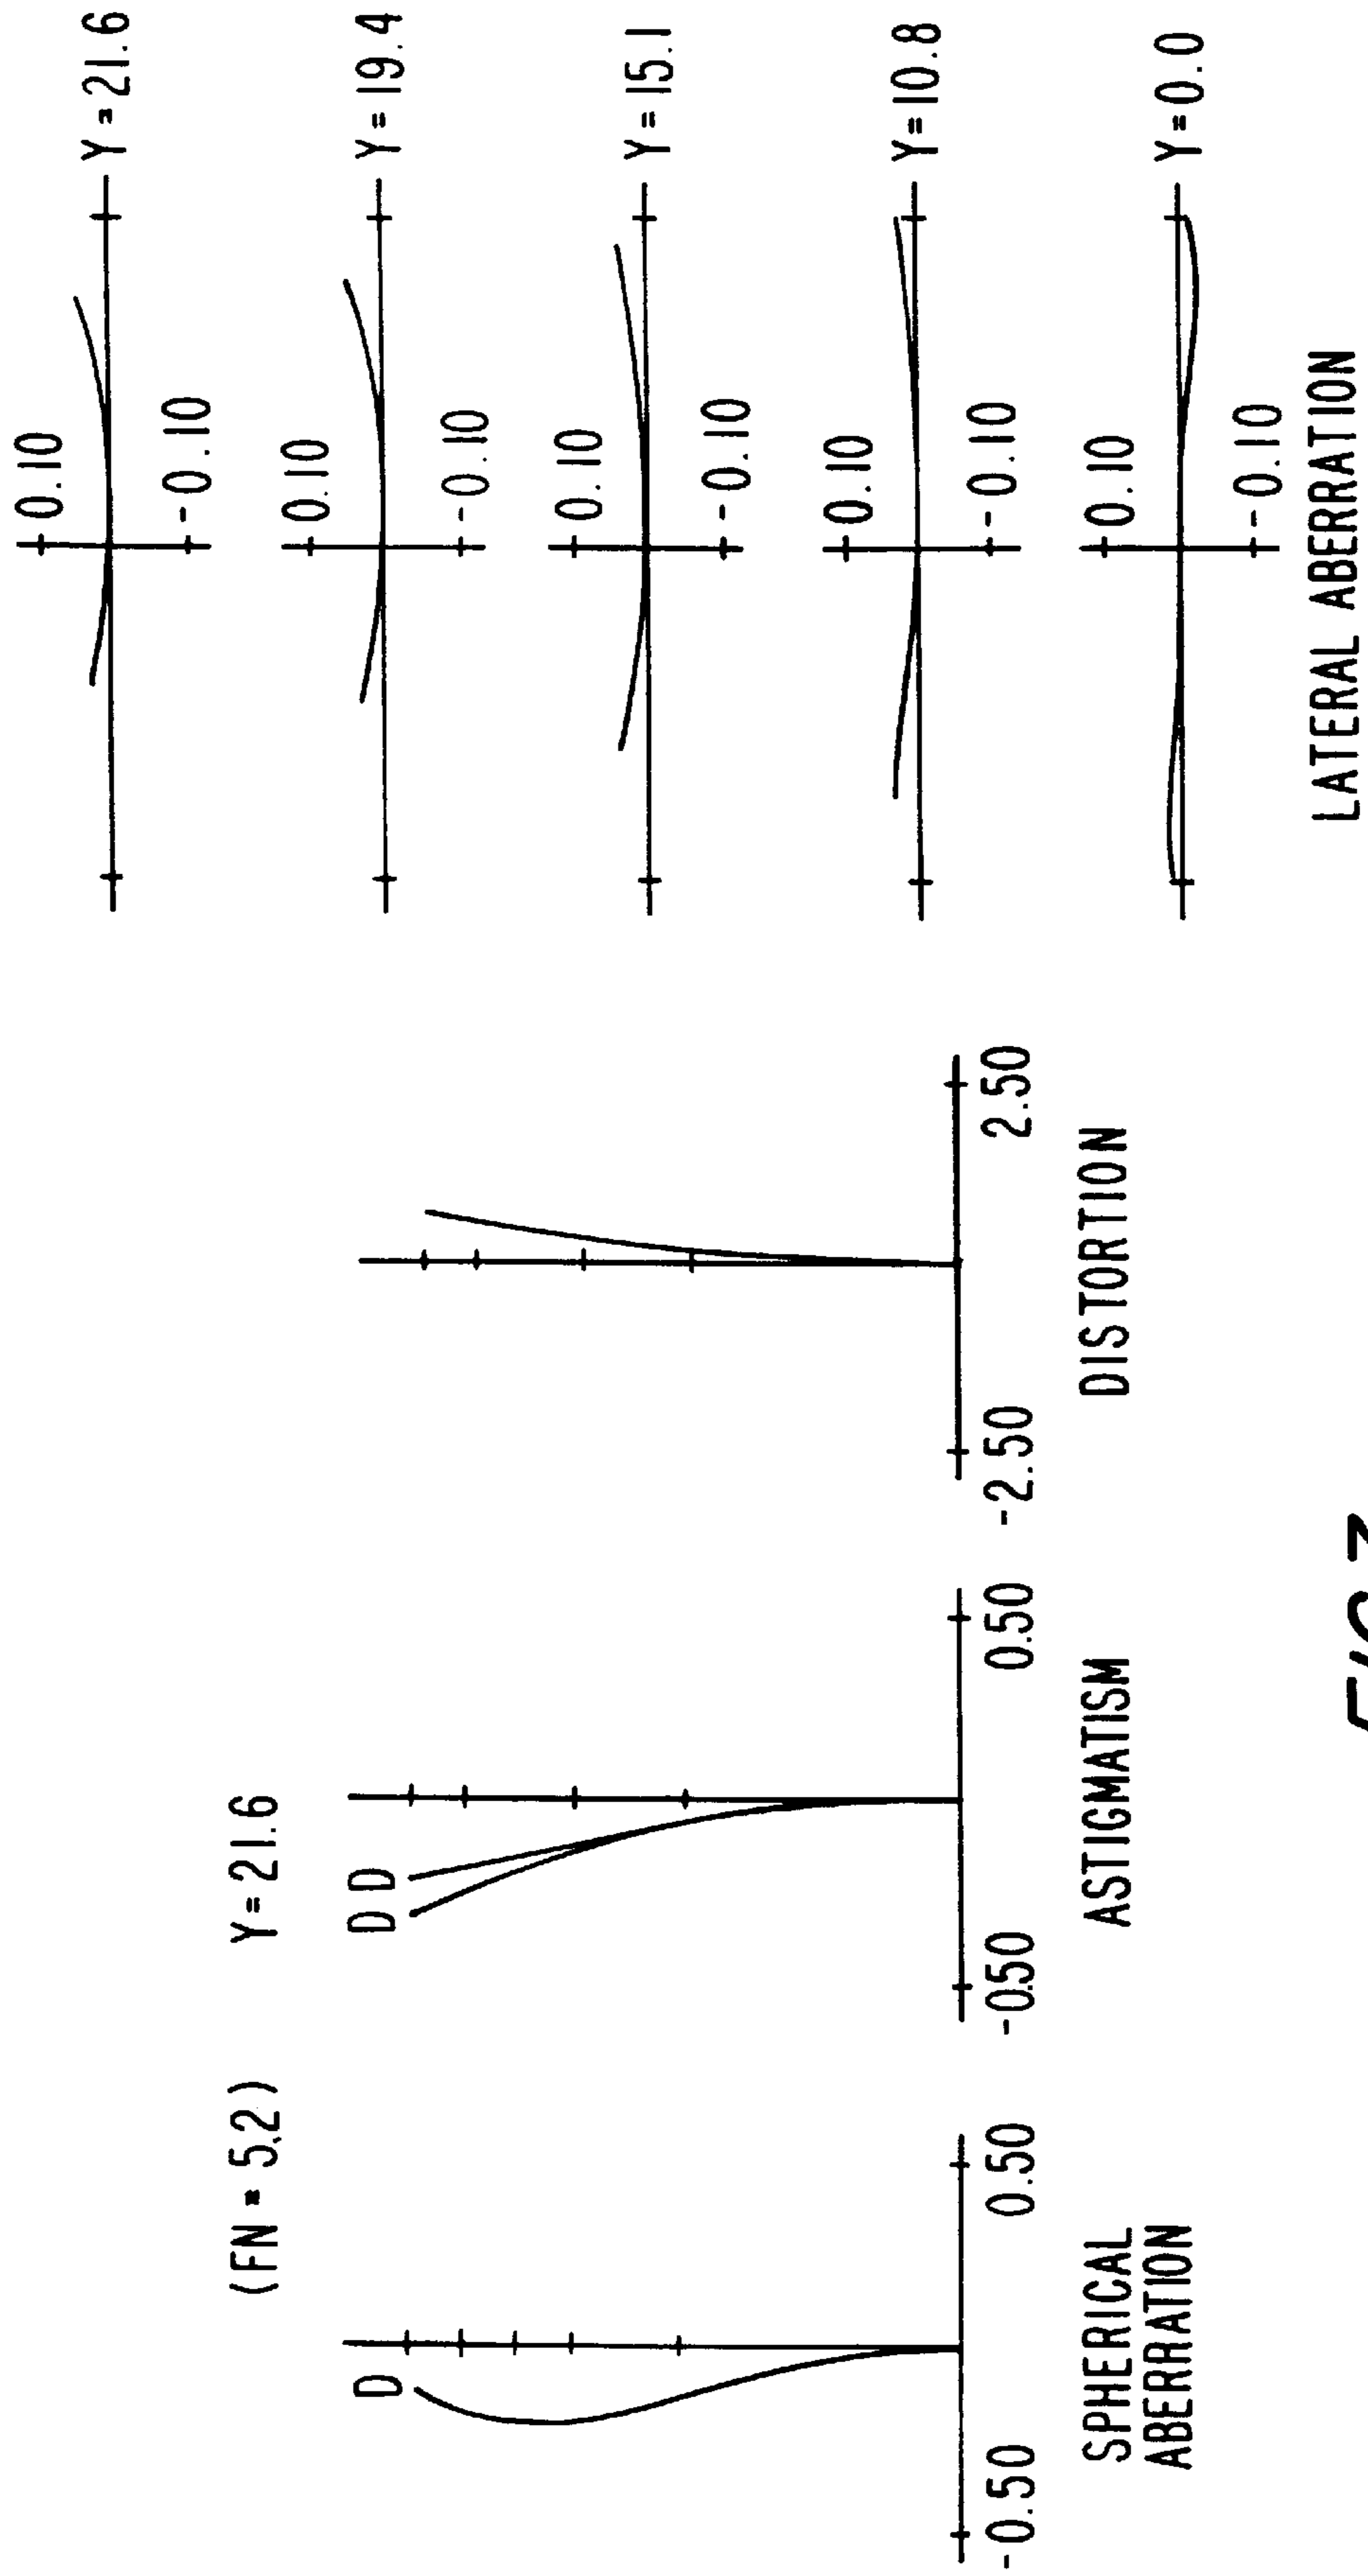 (FN = 5.2)
Y = 21.6
D
-0.50
0.50
SPHERICAL
ABERRATION
D D
-0.50
0.50
ASTIGMATISM
-2.50
2.50
DISTORTION
0.10
-0.10
Y = 21.6
0.10
-0.10
Y = 19.4
0.10
-0.10
Y = 15.1
0.10
-0.10
Y = 10.8
0.10
-0.10
Y = 0.0
LATERAL ABERRATION